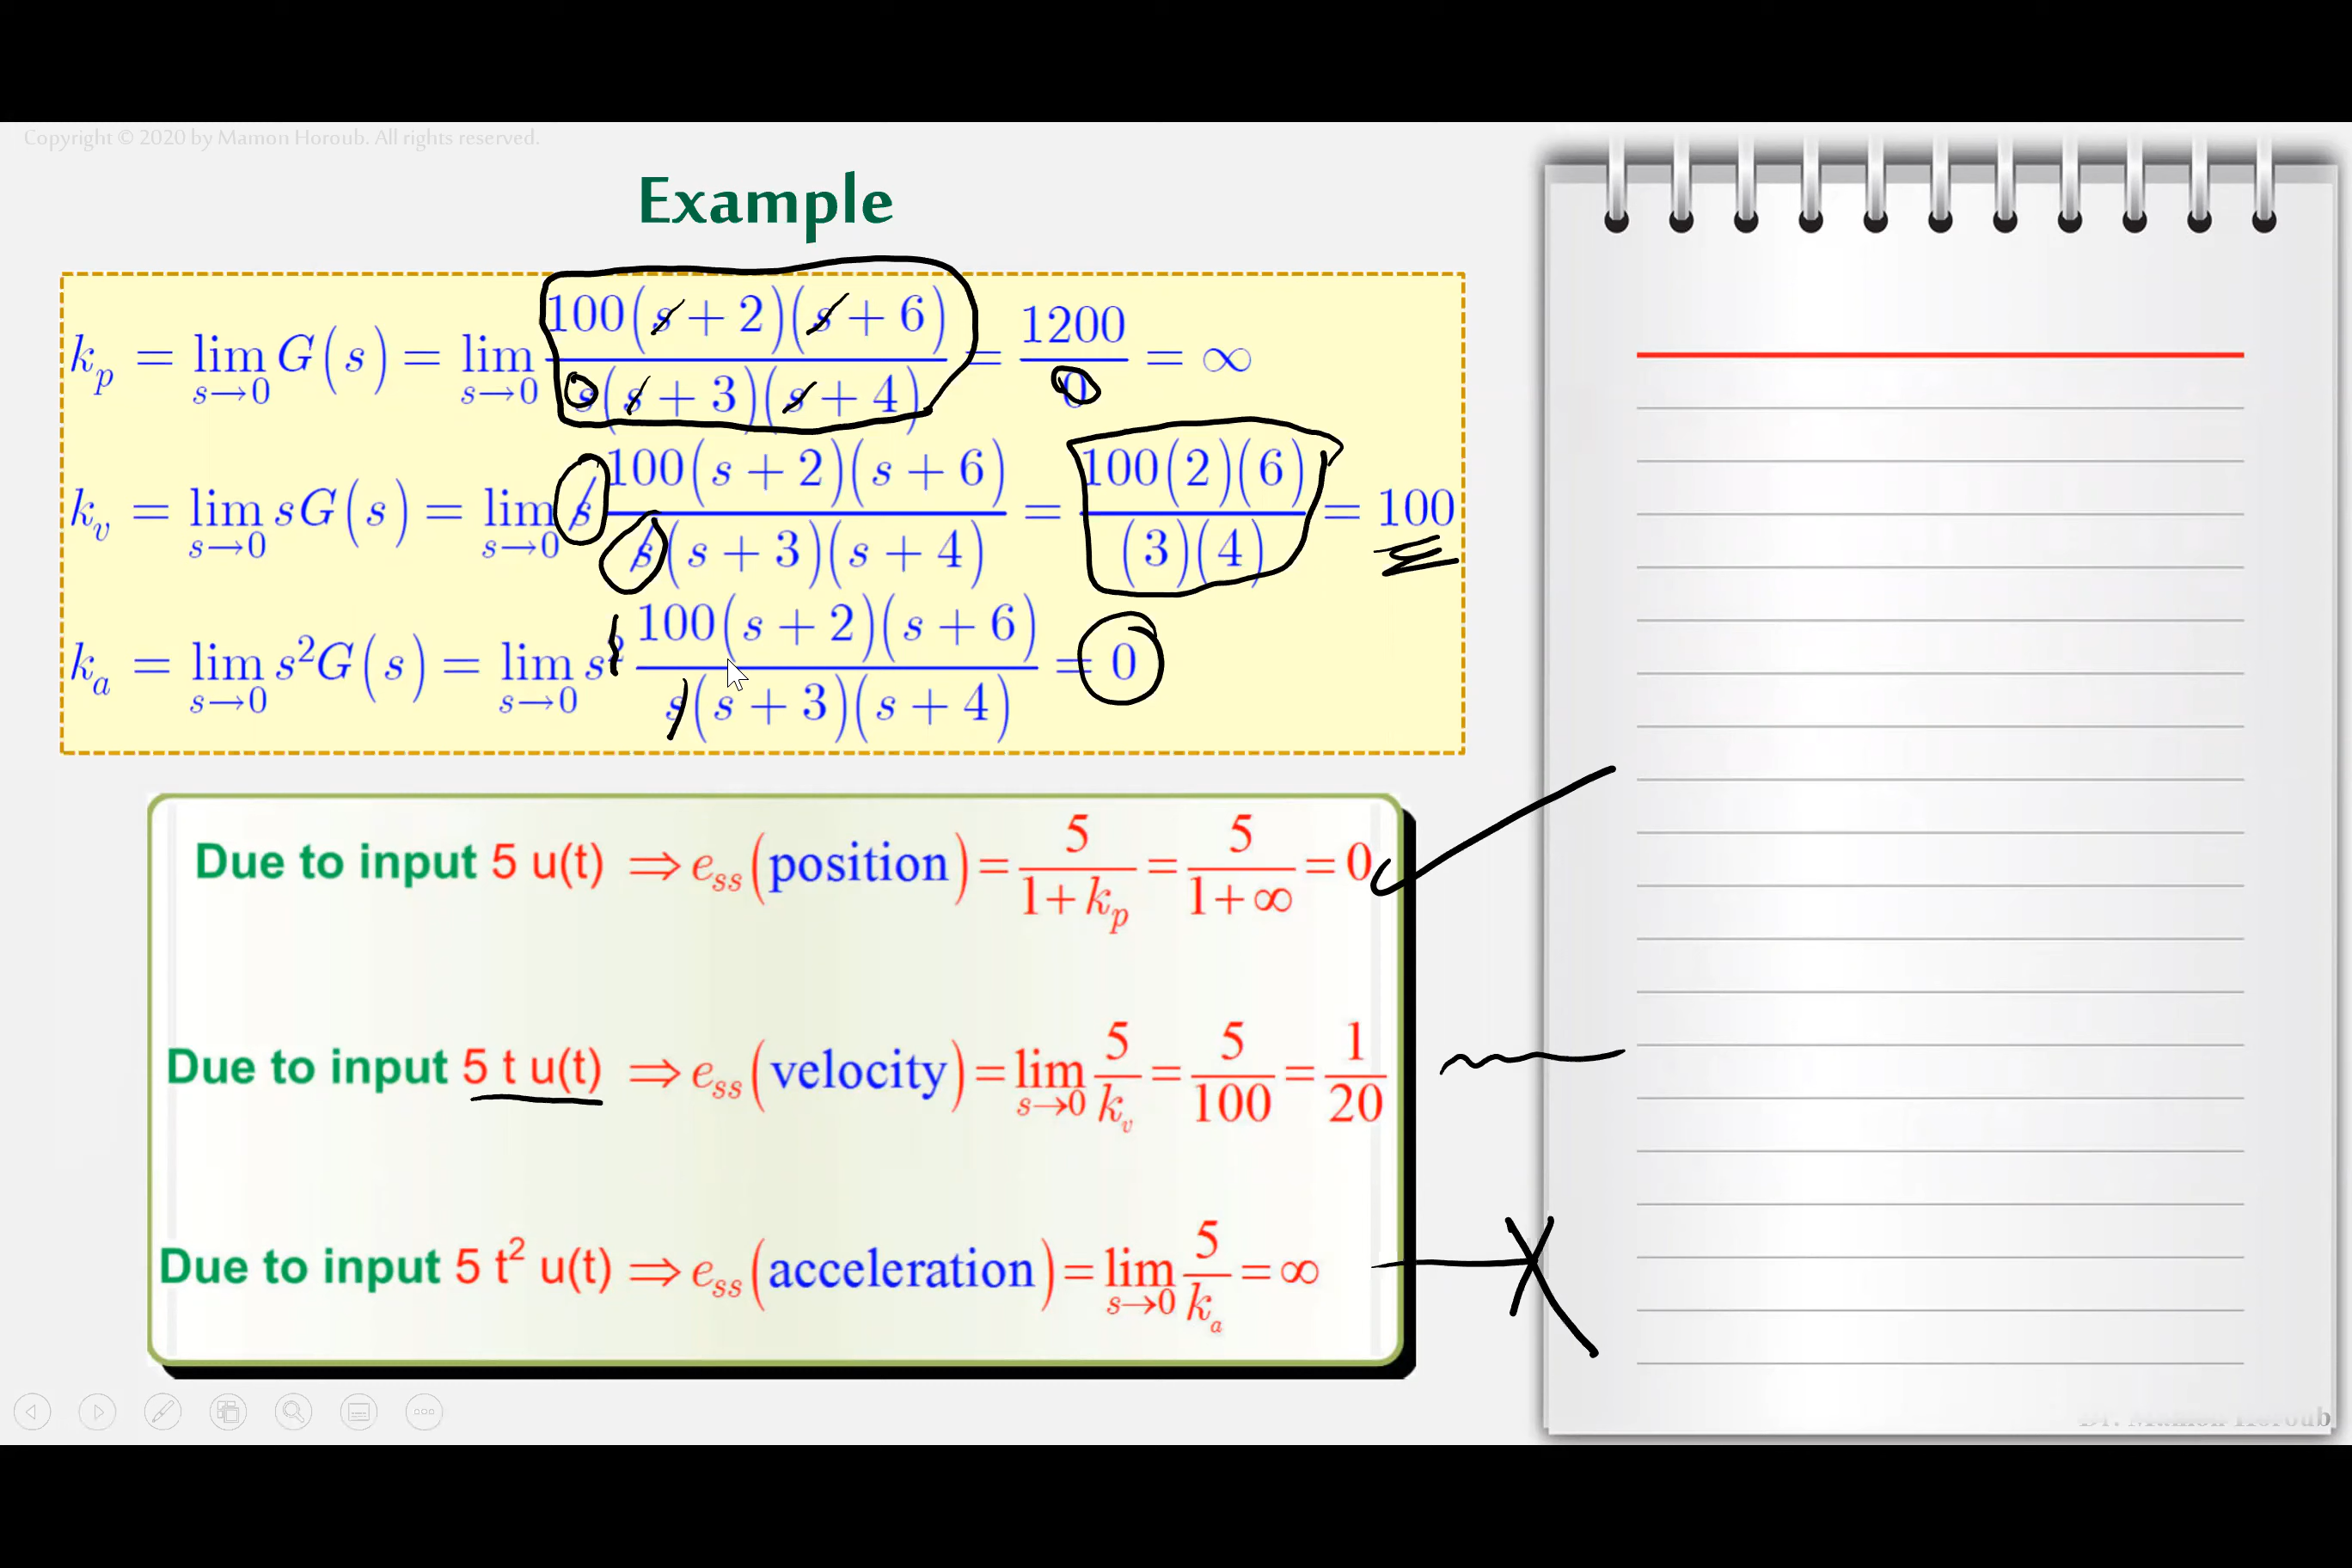 Copyright © 2020 by Mamon Horoub. All rights reserved.
Example
k_p = lim_{s→0} G(s) = lim_{s→0} 100(s + 2)(s + 6) / s(s + 3)(s + 4) = 1200 / 0 = ∞
k_v = lim_{s→0} sG(s) = lim_{s→0} s 100(s + 2)(s + 6) / s(s + 3)(s + 4) = 100(2)(6) / (3)(4) = 100
k_a = lim_{s→0} s²G(s) = lim_{s→0} s² 100(s + 2)(s + 6) / s(s + 3)(s + 4) = 0
Due to input 5 u(t) ⇒ e_ss(position) = 5 / 1 + k_p = 5 / 1 + ∞ = 0
Due to input 5 t u(t) ⇒ e_ss(velocity) = lim_{s→0} 5 / k_v = 5 / 100 = 1 / 20
Due to input 5 t² u(t) ⇒ e_ss(acceleration) = lim_{s→0} 5 / k_a = ∞
Dr. Mamon Horoub